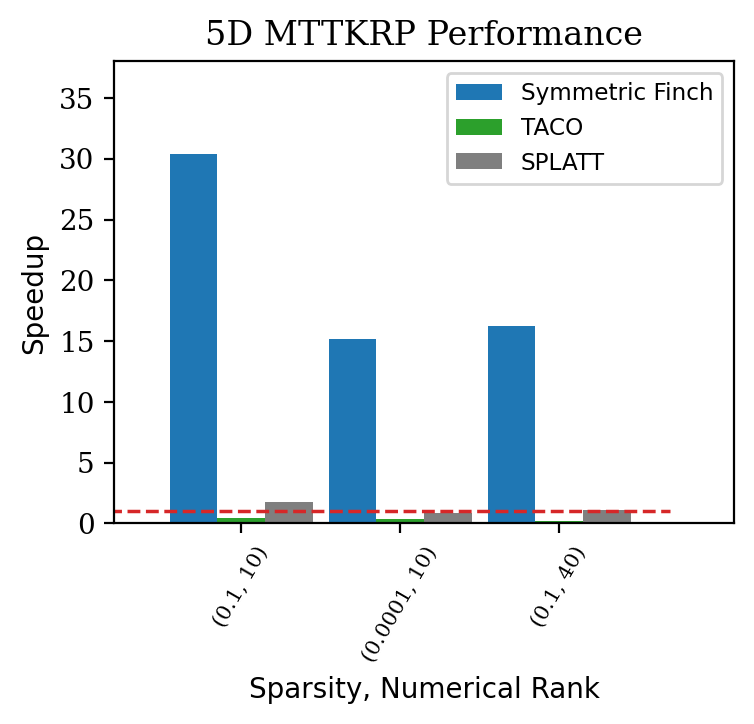 5D MTTKRP Performance
Symmetric Finch
TACO
SPLATT
35
30
25
20
15
10
5
0
Speedup
(0.1, 10)
(0.0001, 10)
(0.1, 40)
Sparsity, Numerical Rank